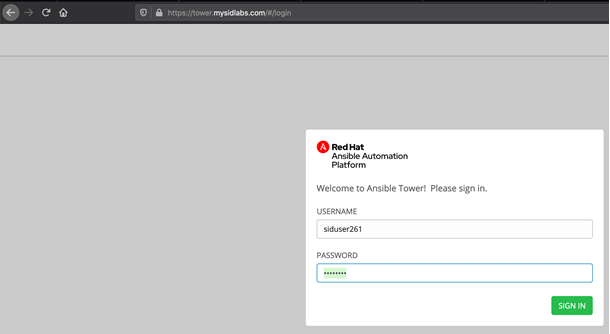 https://tower.mysidlabs.com/#/login
A Red Hat
Ansible Automation
Platform
Welcome to Ansible Tower! Please sign in.
USERNAME
siduser261
PASSWORD
••••••••
SIGN IN